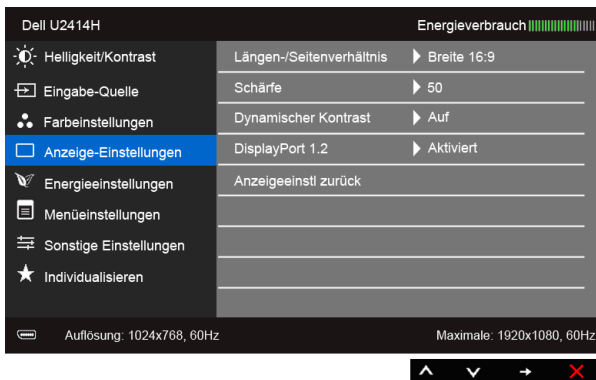 Dell U2414H
Energieverbrauch
Helligkeit/Kontrast
Eingabe-Quelle
Farbeinstellungen
Anzeige-Einstellungen
Energieeinstellungen
Menüeinstellungen
Sonstige Einstellungen
Individualisieren
Längen-/Seitenverhältnis Breite 16:9
Schärfe 50
Dynamischer Kontrast Auf
DisplayPort 1.2 Aktiviert
Anzeigeeinstl zurück
Auflösung: 1024x768, 60Hz
Maximale: 1920x1080, 60Hz